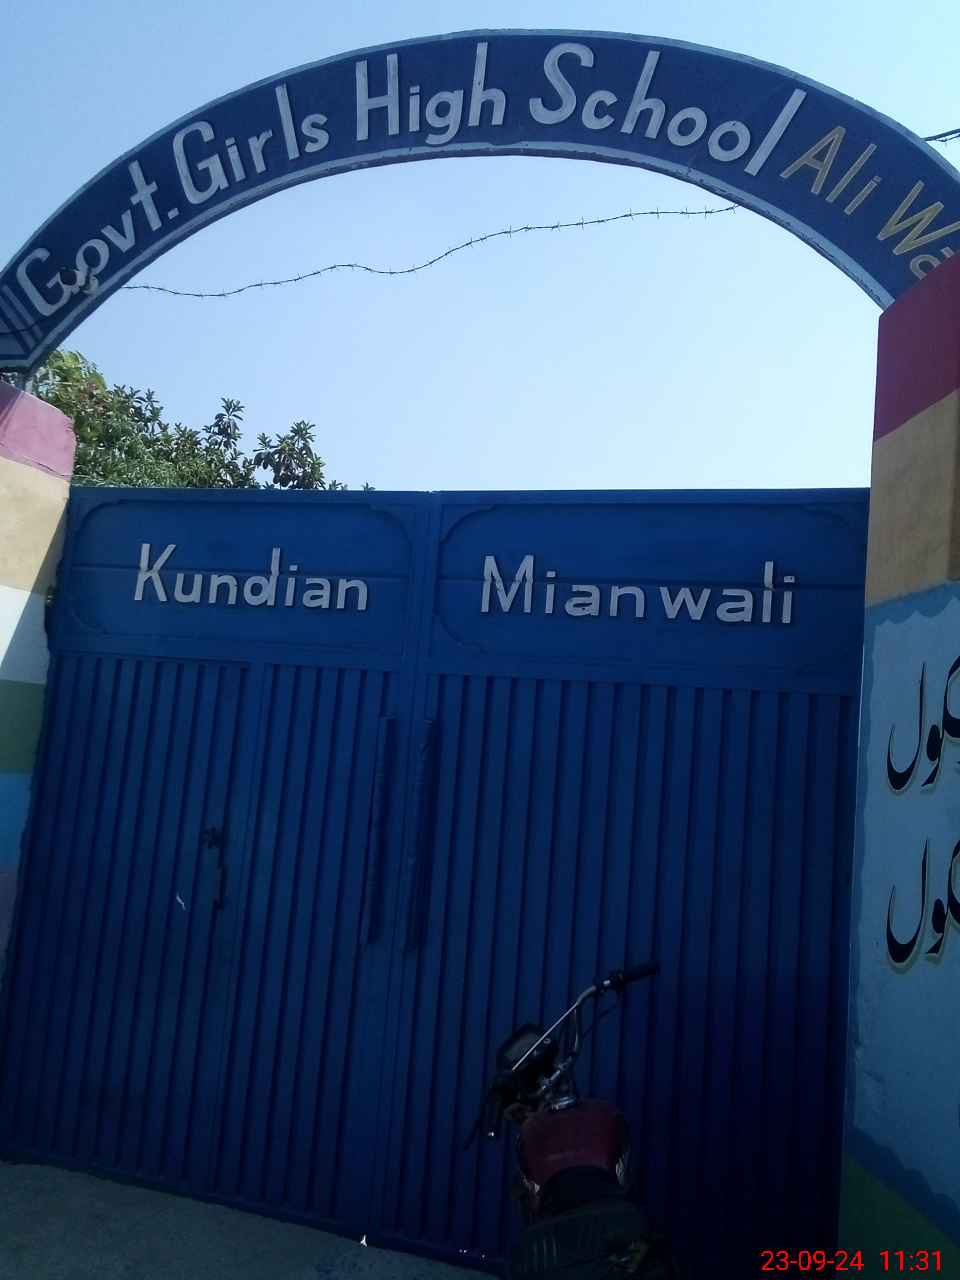 Govt. Girls High School Ali
Kundian Mianwali
23-09-24 11:31